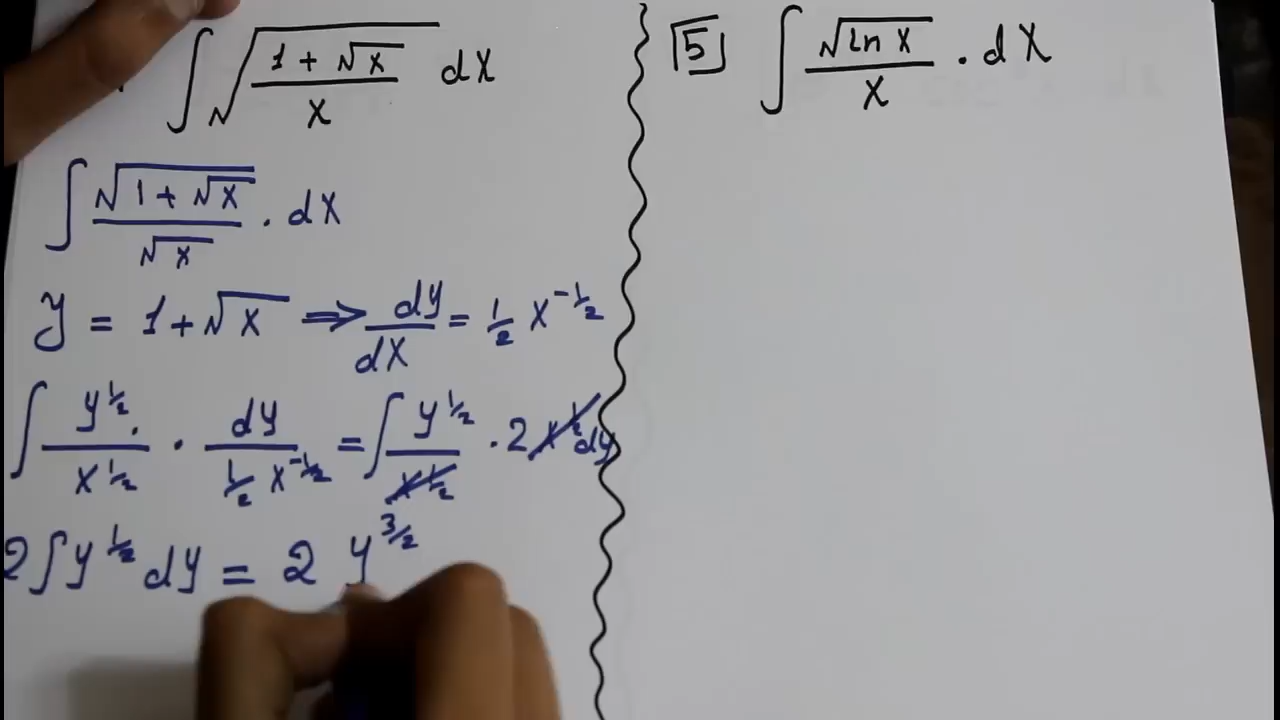 ∫ √((1 + √x)/x) dx
∫ √(1 + √x)/√x . dx
y = 1 + √x ⇒ dy/dx = 1/2 x^(-1/2)
∫ y^(1/2)/x^(1/2) . dy/(1/2 x^(-1/2)) = ∫ y^(1/2)/x^(1/2) . 2 x^(1/2) dy
2 ∫ y^(1/2) dy = 2 y^(3/2)
5 ∫ √(ln x)/x . dx